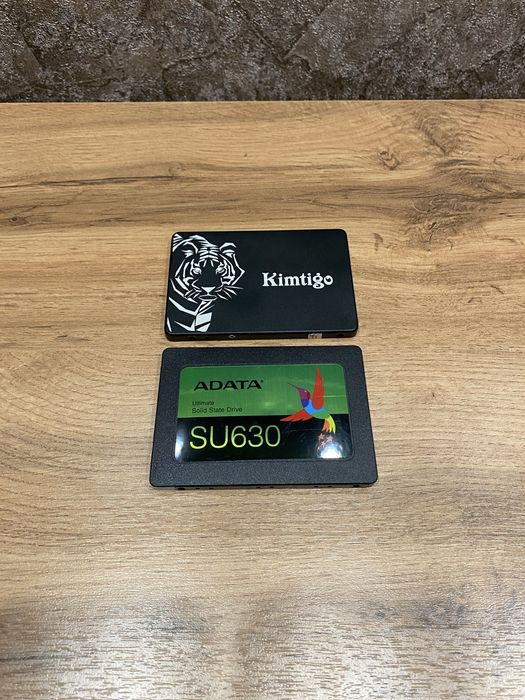 Kimtigo
ADATA
Ultimate
Solid State Drive
SU630